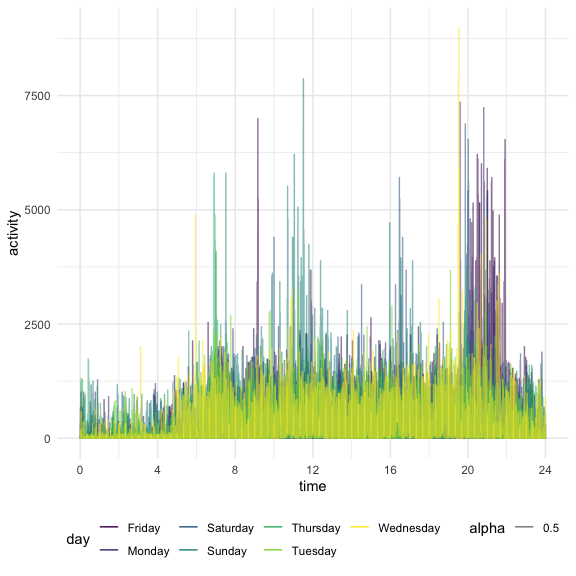 7500
5000
2500
0
activity
0 4 8 12 16 20 24
time
day
Friday Saturday Thursday Wednesday
Monday Sunday Tuesday
alpha 0.5